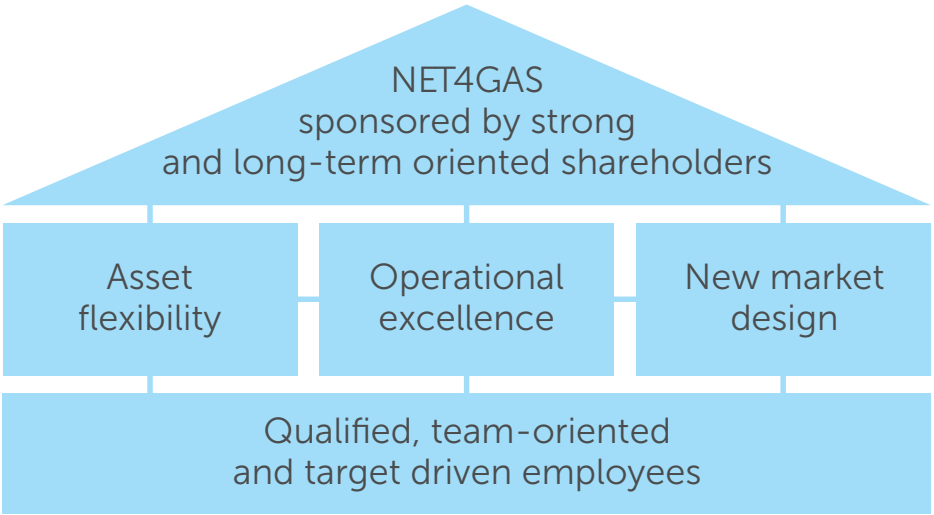 NET4GAS
sponsored by strong
and long-term oriented shareholders
Asset
flexibility
Operational
excellence
New market
design
Qualified, team-oriented
and target driven employees